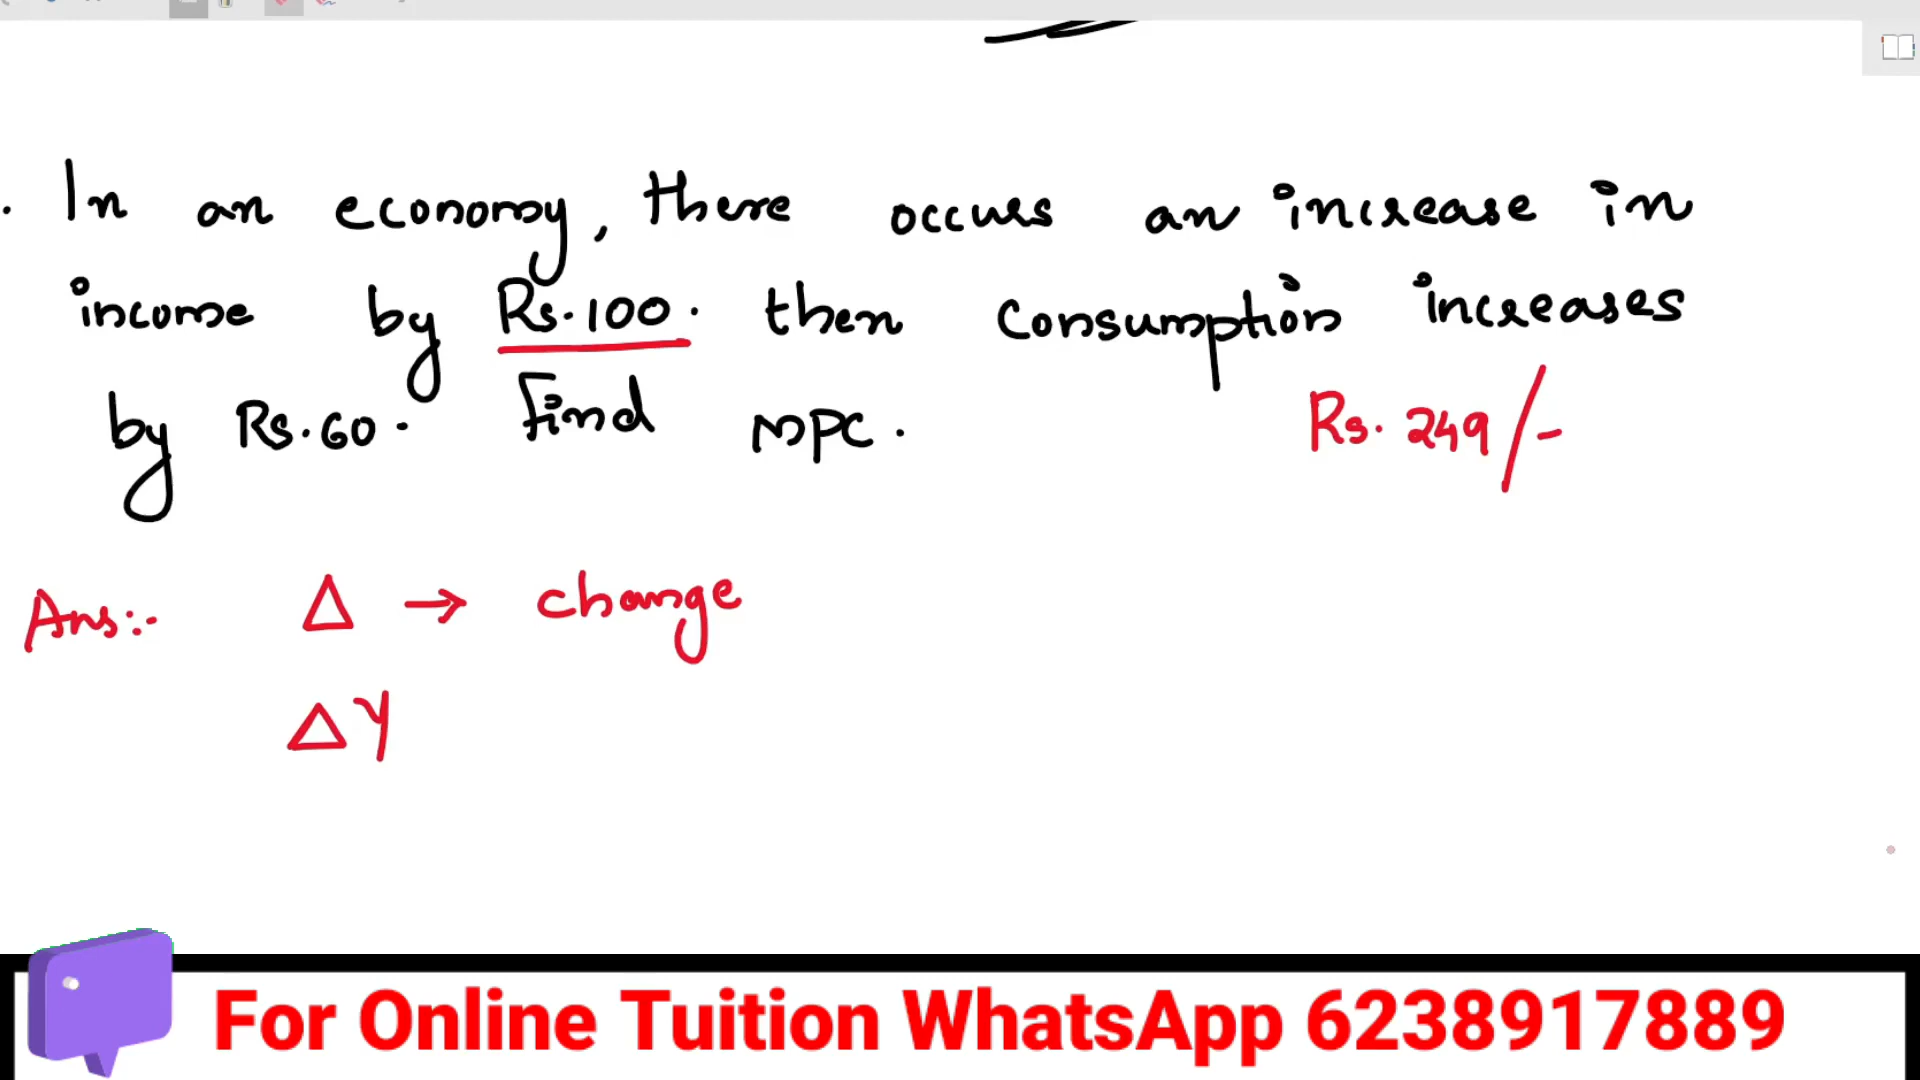 . In an economy, there occurs an increase in
income by Rs.100. then consumption increases
by Rs.60. find MPC. Rs. 249/-
Ans:- Δ → change
ΔY
For Online Tuition WhatsApp 6238917889